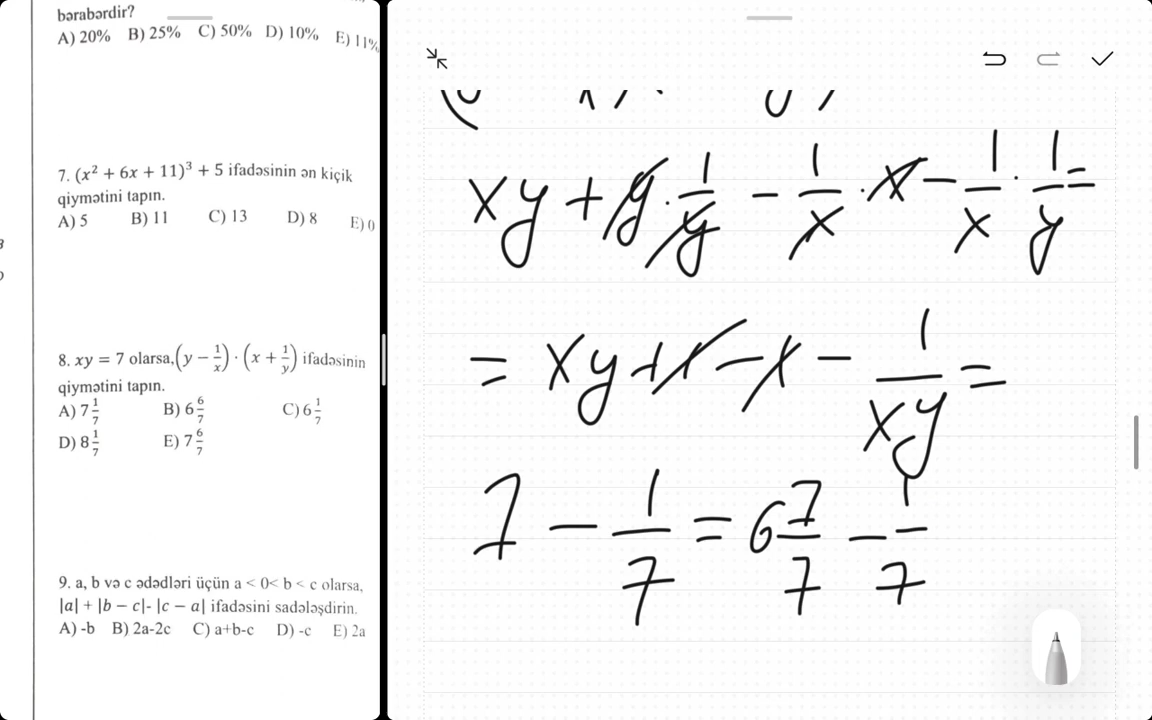 bərabərdir?
A) 20% B) 25% C) 50% D) 10% E) 11%
7. (x² + 6x + 11)³ + 5 ifadəsinin ən kiçik
qiymətini tapın.
A) 5 B) 11 C) 13 D) 8 E) 0
8. xy = 7 olarsa, (y − 1/x) · (x + 1/y) ifadəsinin
qiymətini tapın.
A) 7 1/7 B) 6 6/7 C) 6 1/7
D) 8 1/7 E) 7 6/7
9. a, b və c ədədləri üçün a < 0< b < c olarsa,
|a| + |b − c|- |c − a| ifadəsini sadələşdirin.
A) -b B) 2a-2c C) a+b-c D) -c E) 2a
xy + y · 1/y − 1/x · x − 1/x · 1/y =
= xy + 1 − 1 − 1/xy =
7 − 1/7 = 6 7/7 − 1/7